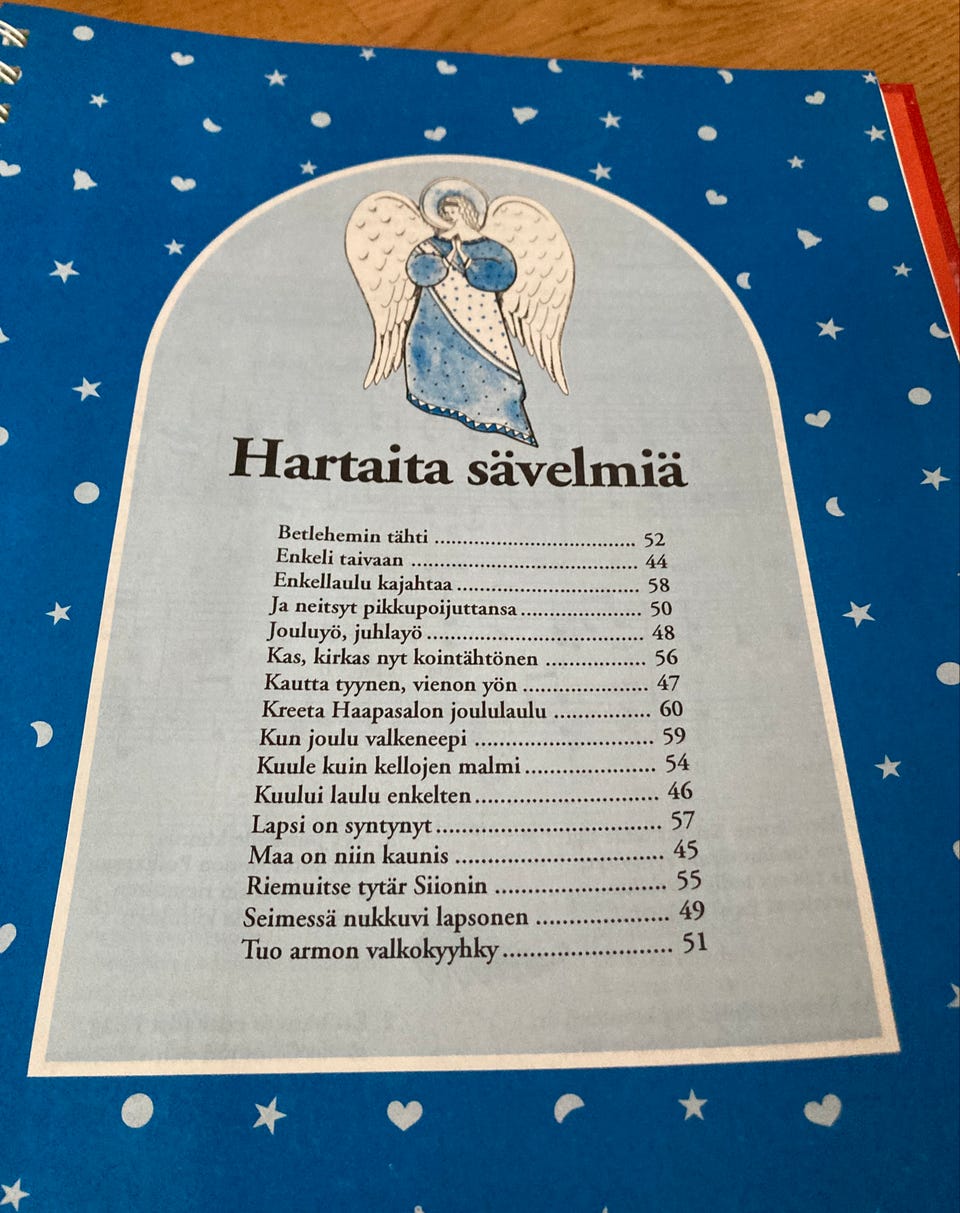 Hartaita sävelmiä
Betlehemin tähti .................................... 52
Enkeli taivaan ........................................ 44
Enkellaulu kajahtaa ................................ 58
Ja neitsyt pikkupoijuttansa ..................... 50
Jouluyö, juhlayö ...................................... 48
Kas, kirkas nyt kointähtönen .................. 56
Kautta tyynen, vienon yön ...................... 47
Kreeta Haapasalon joululaulu ................. 60
Kun joulu valkeneepi ............................... 59
Kuule kuin kellojen malmi ...................... 54
Kuului laulu enkelten ............................... 46
Lapsi on syntynyt ..................................... 57
Maa on niin kaunis ................................... 45
Riemuitse tytär Siionin ............................ 55
Seimessä nukkuvi lapsonen ...................... 49
Tuo armon valkokyyhky ........................... 51